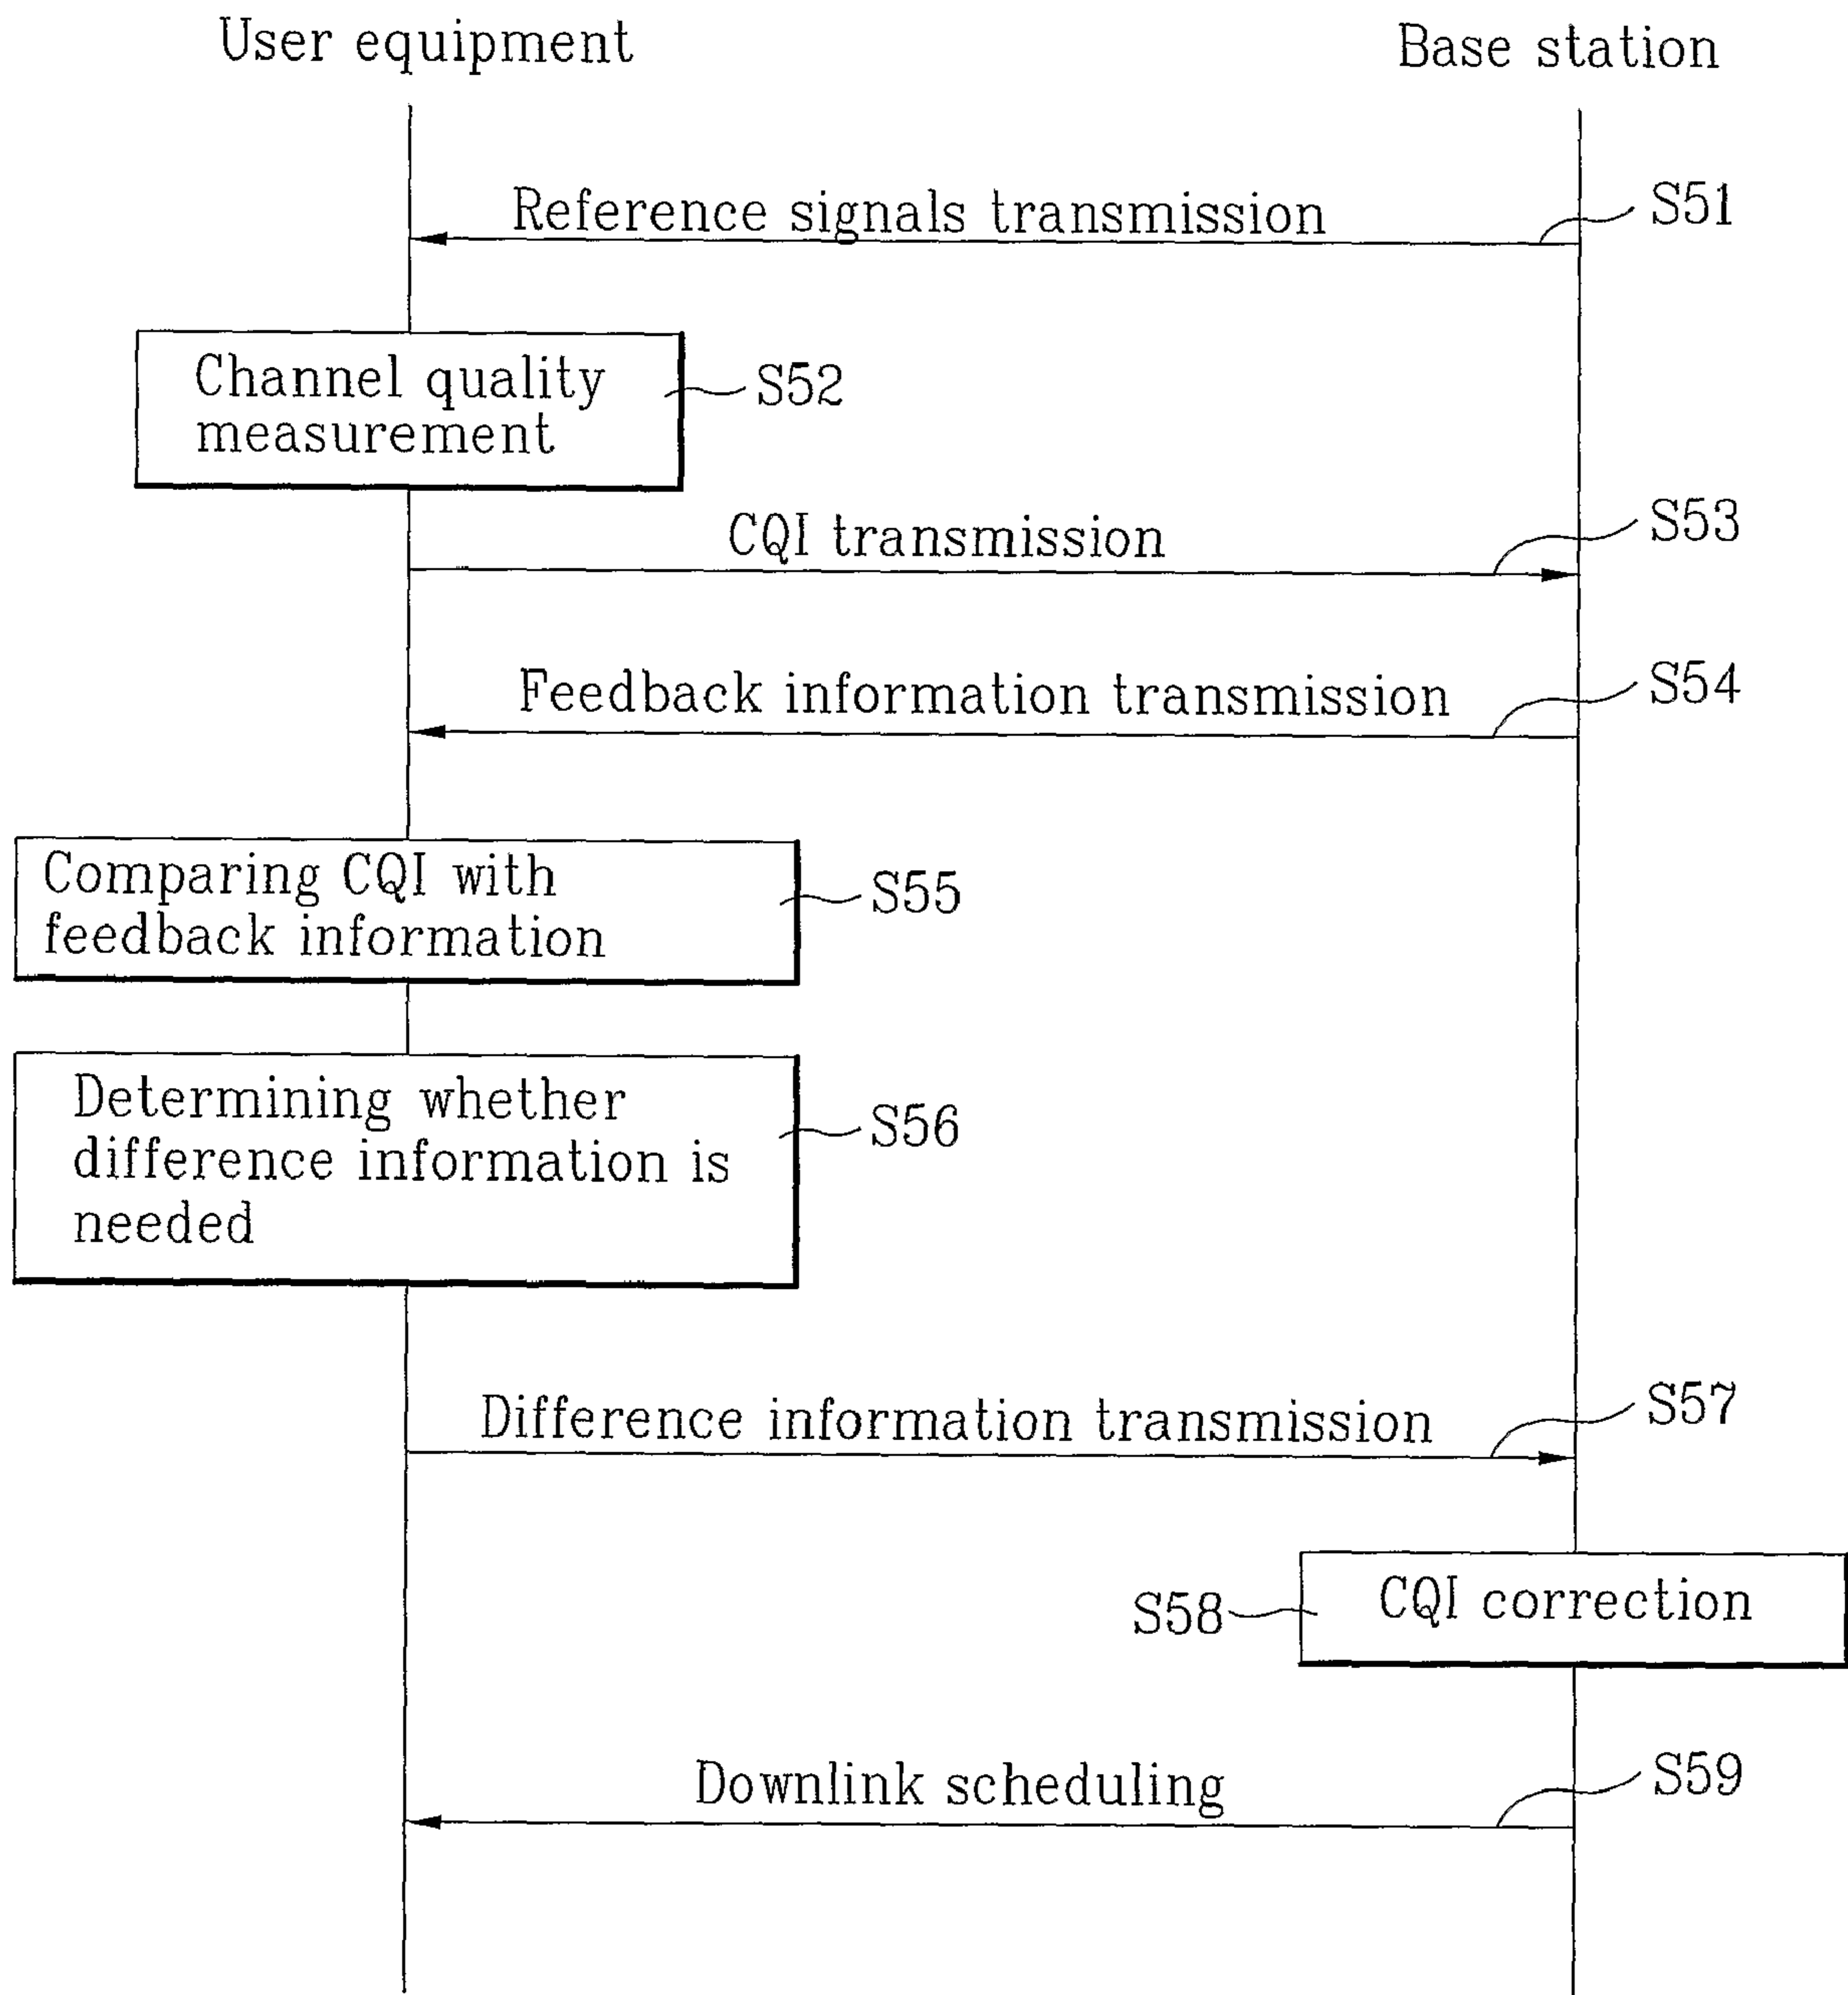 User equipment
Base station
Reference signals transmission
S51
Channel quality
measurement
S52
CQI transmission
S53
Feedback information transmission
S54
Comparing CQI with
feedback information
S55
Determining whether
difference information is
needed
S56
Difference information transmission
S57
CQI correction
S58
Downlink scheduling
S59